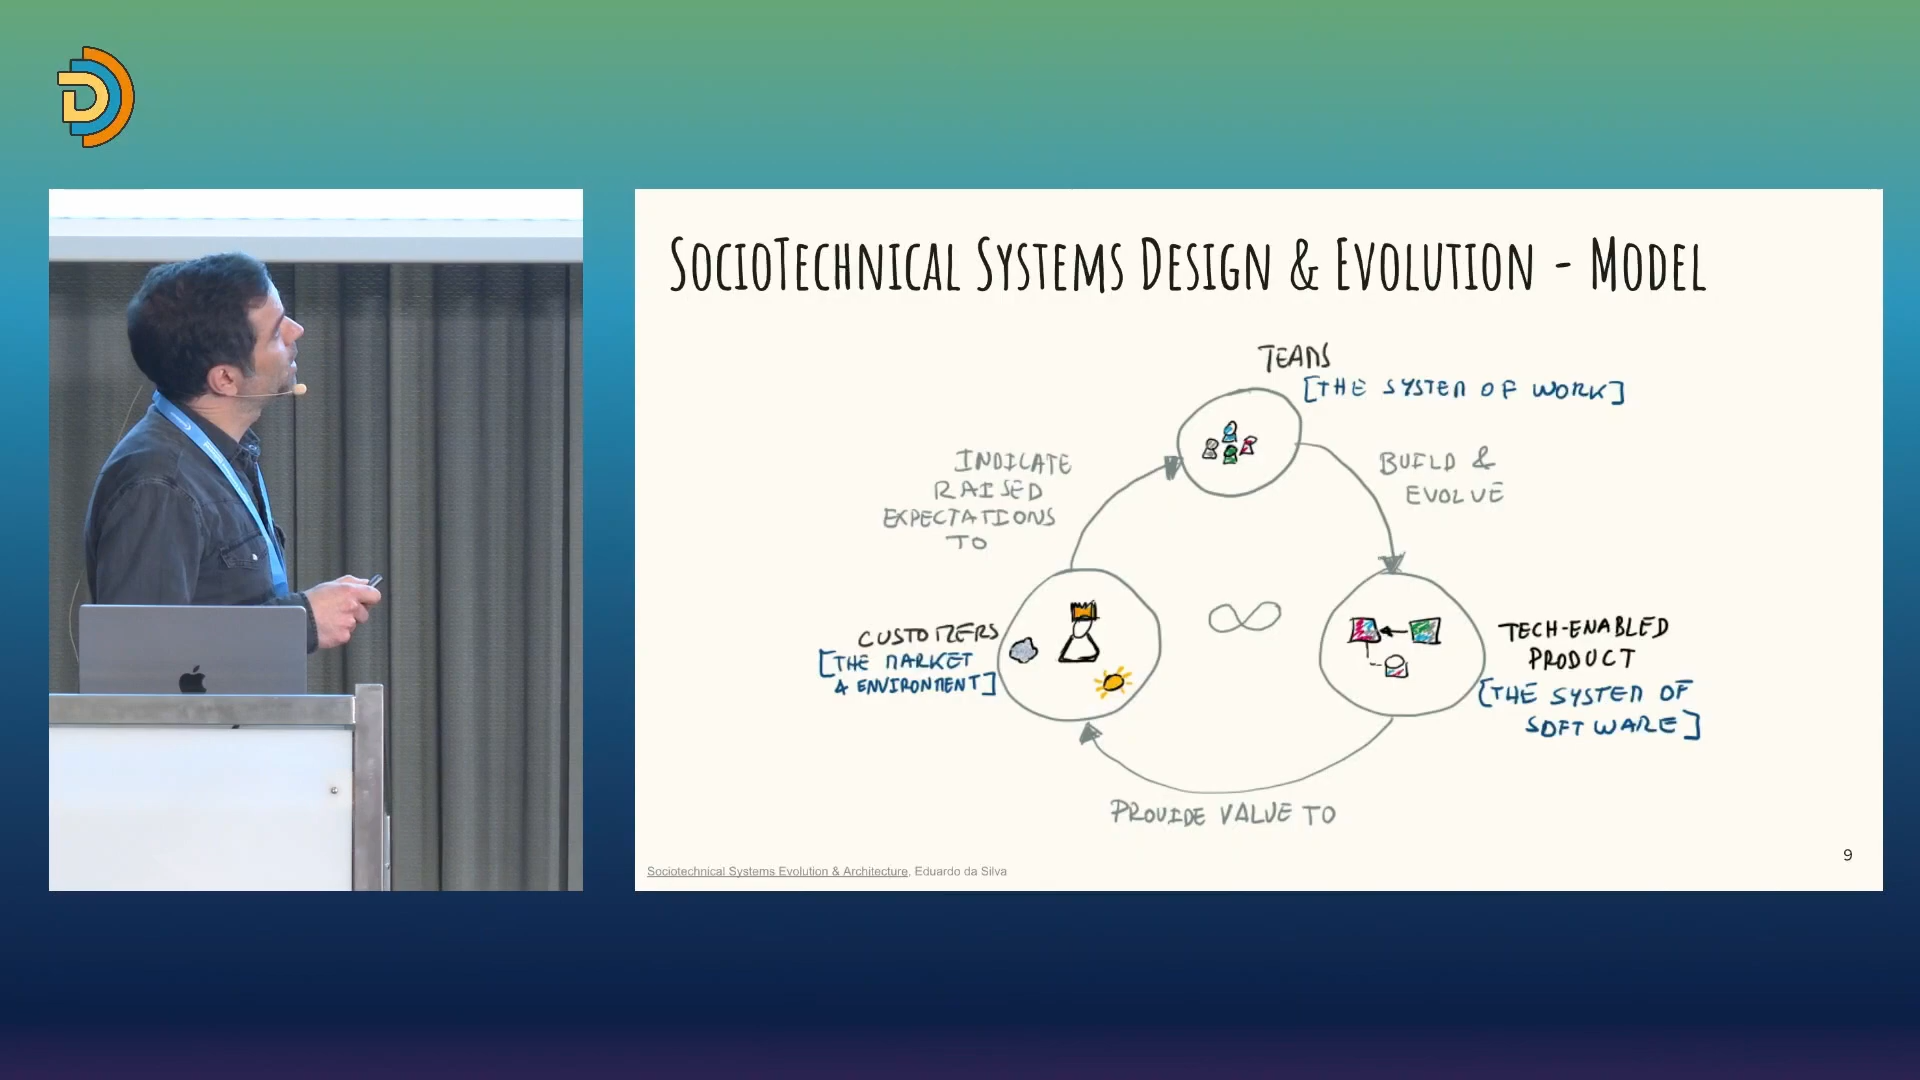 SOCIOTECHNICAL SYSTEMS DESIGN & EVOLUTION - MODEL
TEAMS
[THE SYSTEM OF WORK]
INDICATE
RAISED
EXPECTATIONS
TO
BUILD &
EVOLVE
CUSTOMERS
[THE MARKET
& ENVIRONMENT]
TECH-ENABLED
PRODUCT
[THE SYSTEM OF
SOFTWARE]
PROVIDE VALUE TO
Sociotechnical Systems Evolution & Architecture, Eduardo da Silva
9